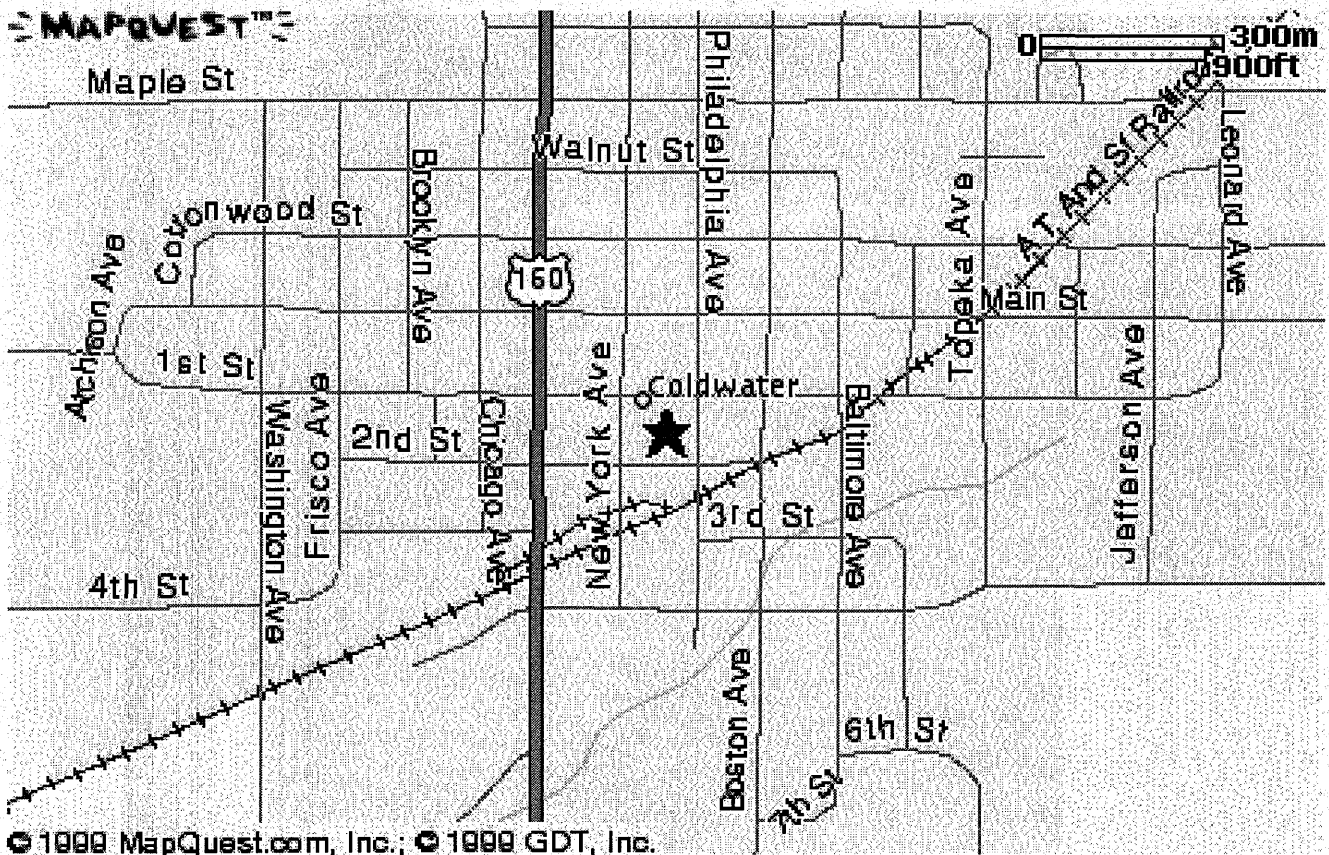 MAPQUEST™
0 300m
900ft
Maple St
Philadelphia Ave
Walnut St
Leonard Ave
A.T. And Sf Railro
Brooklyn Ave
Cottonwood St
Topeka Ave
Atchison Ave
160
Main St
1st St
New York Ave
Coldwater
Jefferson Ave
Frisco Ave
Washington Ave
2nd St
Chicago Ave
Baltimore Ave
3rd St
4th St
Boston Ave
6th St
7th St
© 1999 MapQuest.com, Inc.; © 1999 GDT, Inc.